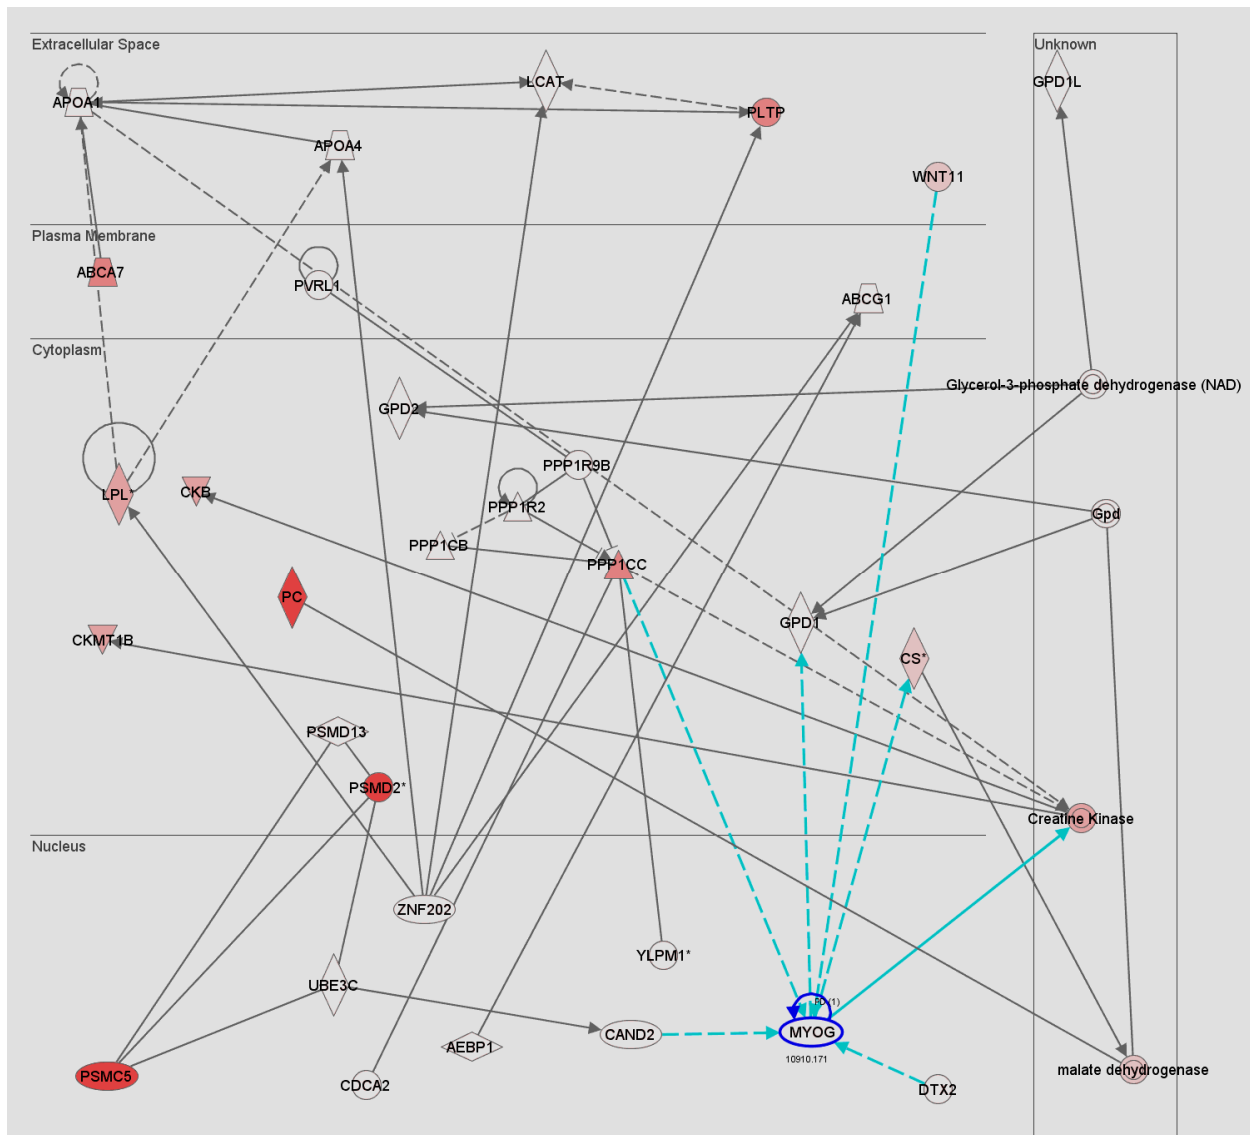 Extracellular Space
Unknown
LCAT
GPD1L
APOA1
PLTP
APOA4
WNT11
Plasma Membrane
ABCA7
PVRL1
ABCG1
Cytoplasm
Glycerol-3-phosphate dehydrogenase (NAD)
GPD2
PPP1R9B
LPL*
CKB
PPP1R2
Gpd
PPP1CB
PPP1CC
PC
GPD1
CKMT1B
CS*
PSMD13
PSMD2*
Creatine Kinase
Nucleus
ZNF202
YLPM1*
UBE3C
MYOG
CAND2
AEBP1
10910.171
malate dehydrogenase
PSMC5
CDCA2
DTX2